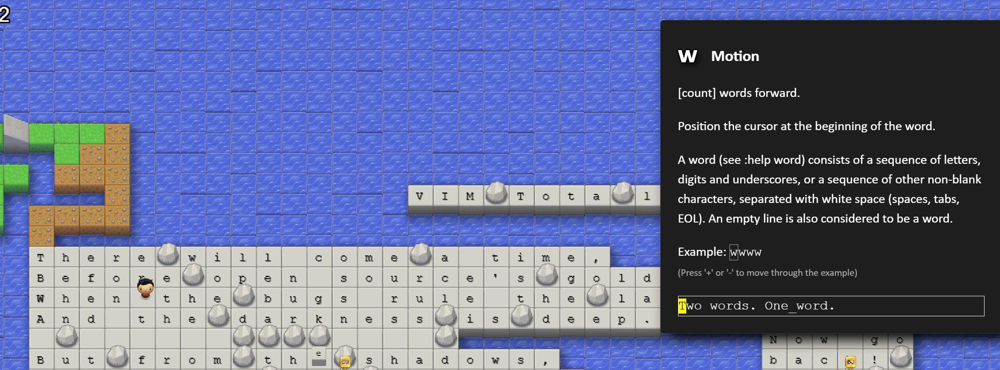 2
W Motion
[count] words forward.
Position the cursor at the beginning of the word.
A word (see :help word) consists of a sequence of letters,
digits and underscores, or a sequence of other non-blank
characters, separated with white space (spaces, tabs,
EOL). An empty line is also considered to be a word.
Example: wwww
(Press '+' or '-' to move through the example)
Two words. One_word.
VIM Tota l
There will come a time,
Before open source's gold
When the bugs rule the la
And the darkness is deep.
But from the shadows,
Now go
bac !